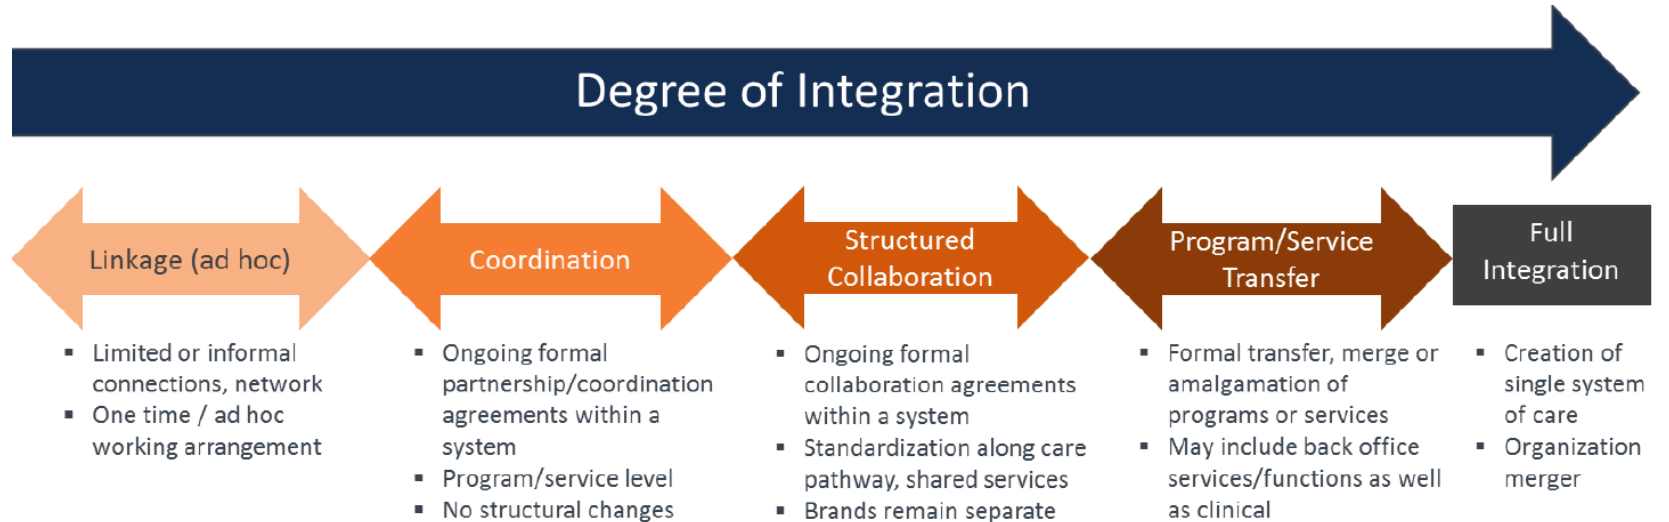 Degree of Integration
Linkage (ad hoc)
▪ Limited or informal
connections, network
▪ One time / ad hoc
working arrangement
Coordination
▪ Ongoing formal
partnership/coordination
agreements within a
system
▪ Program/service level
▪ No structural changes
Structured
Collaboration
▪ Ongoing formal
collaboration agreements
within a system
▪ Standardization along care
pathway, shared services
▪ Brands remain separate
Program/Service
Transfer
▪ Formal transfer, merge or
amalgamation of
programs or services
▪ May include back office
services/functions as well
as clinical
Full
Integration
▪ Creation of
single system
of care
▪ Organization
merger